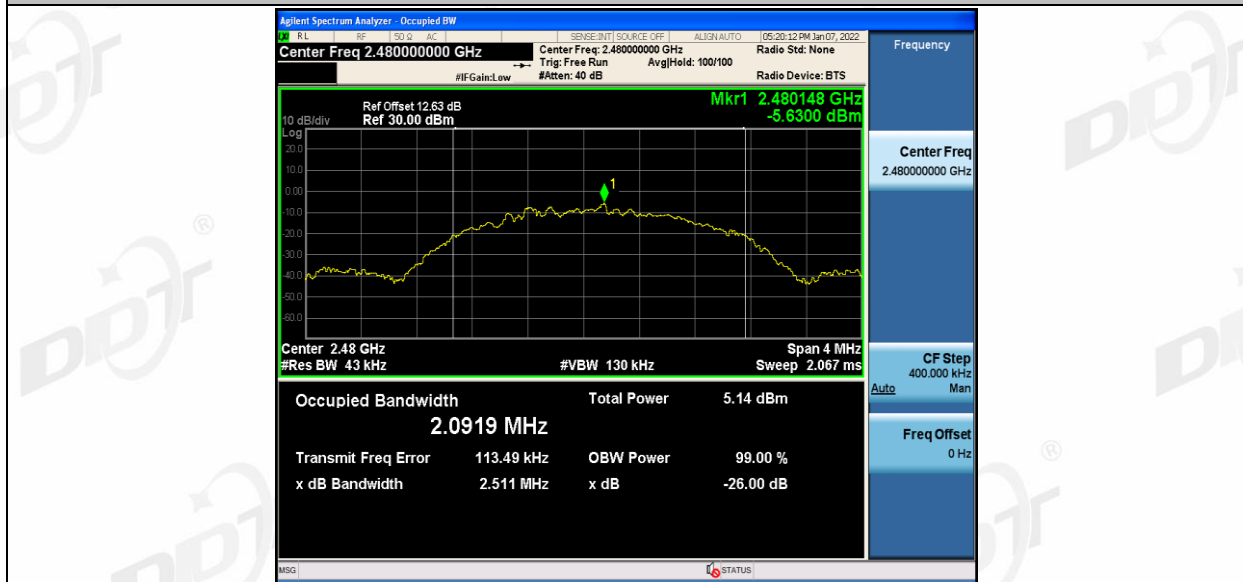 Agilent Spectrum Analyzer - Occupied BW
LXI RL RF 50 Ω AC SENSE:INT SOURCE OFF ALIGN AUTO 05:20:12 PM Jan 07, 2022
Center Freq 2.480000000 GHz Center Freq: 2.480000000 GHz Radio Std: None
Trig: Free Run Avg|Hold: 100/100
#IFGain:Low #Atten: 40 dB Radio Device: BTS
Frequency
Ref Offset 12.63 dB Mkr1 2.480148 GHz
10 dB/div Ref 30.00 dBm -5.6300 dBm
Log
20.0
10.0
0.00
-10.0
-20.0
-30.0
-40.0
-50.0
-60.0
1
Center 2.48 GHz Span 4 MHz
#Res BW 43 kHz #VBW 130 kHz Sweep 2.067 ms
Occupied Bandwidth Total Power 5.14 dBm
2.0919 MHz
Transmit Freq Error 113.49 kHz OBW Power 99.00 %
x dB Bandwidth 2.511 MHz x dB -26.00 dB
Center Freq
2.480000000 GHz
CF Step
400.000 kHz
Auto Man
Freq Offset
0 Hz
MSG STATUS
DDT
®
DDT
DDT
®
DDT
DDT